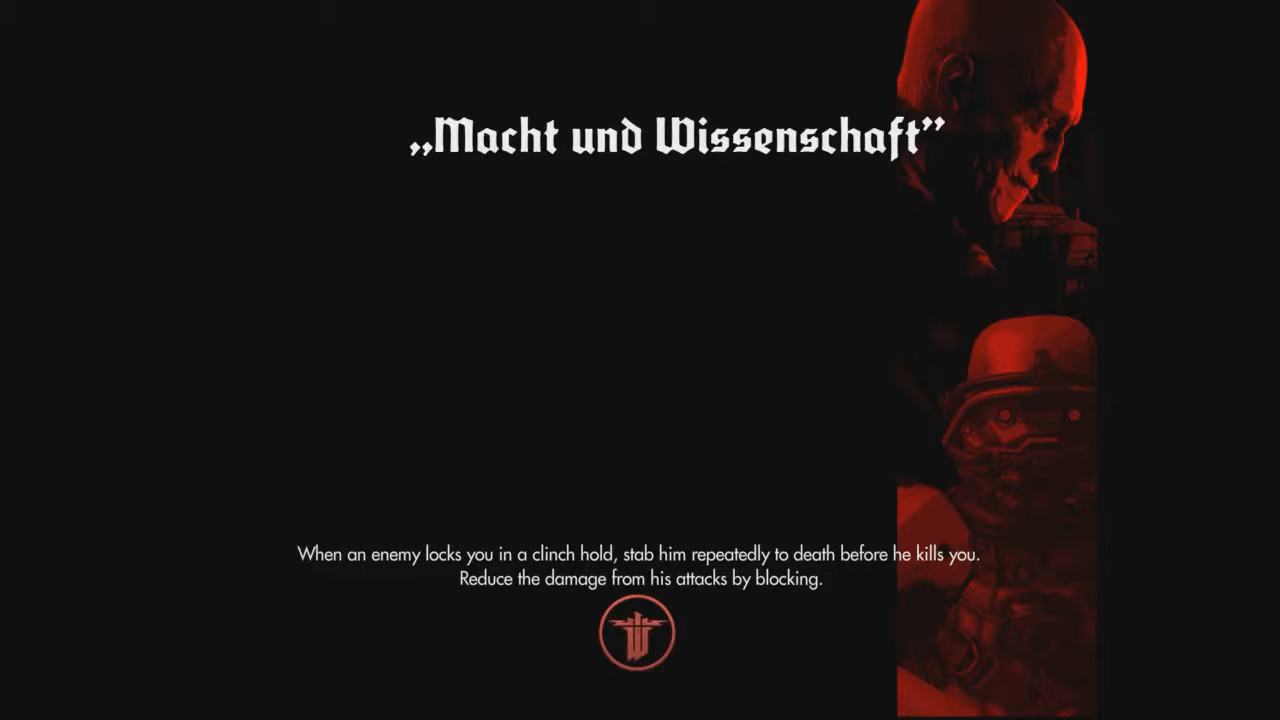 „Macht und Wissenschaft”
When an enemy locks you in a clinch hold, stab him repeatedly to death before he kills you.
Reduce the damage from his attacks by blocking.